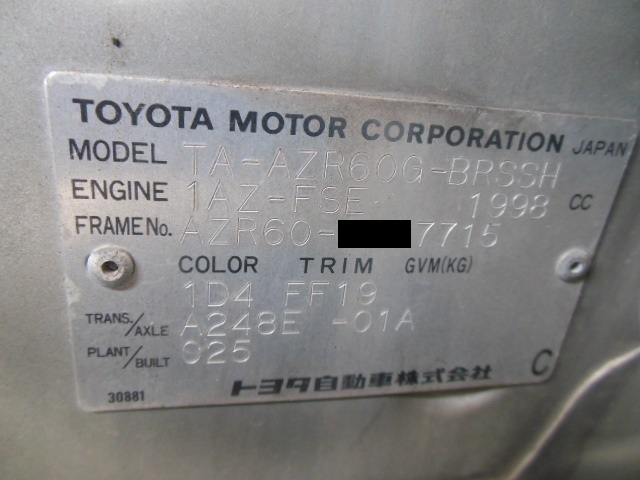 TOYOTA MOTOR CORPORATION JAPAN
MODEL TA-AZR60G-BRSSH
ENGINE 1AZ-FSE 1998 CC
FRAME No. AZR60- 7715
COLOR TRIM GVM(KG)
1D4 FF19
TRANS./AXLE A248E -01A
PLANT/BUILT S25
トヨタ自動車株式会社 C
30881